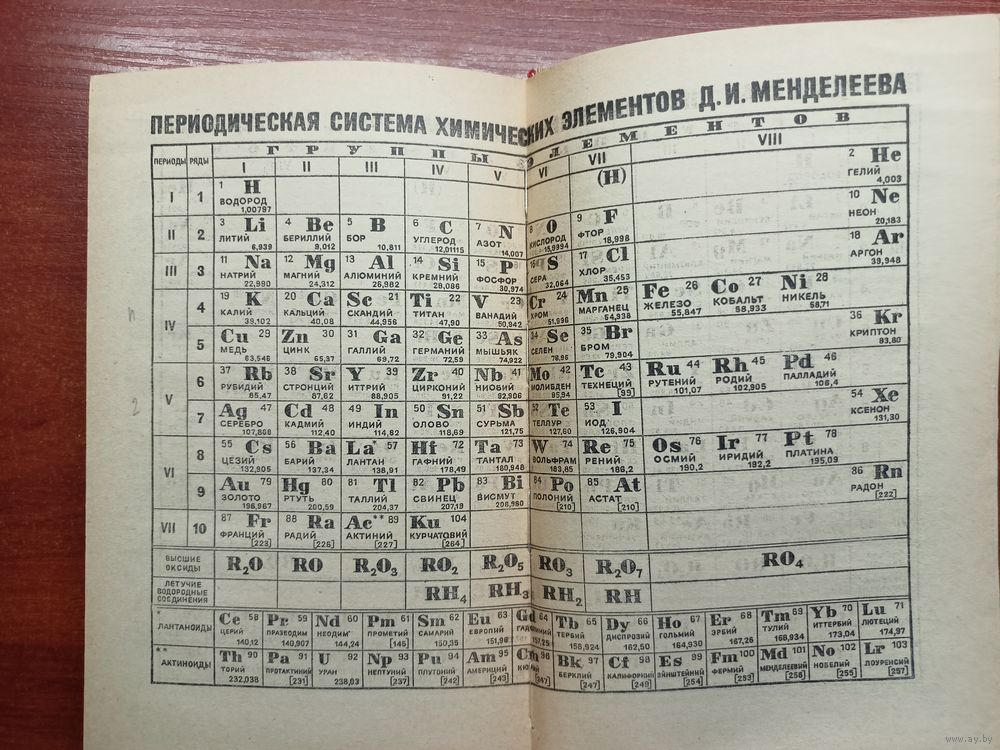 ПЕРИОДИЧЕСКАЯ СИСТЕМА ХИМИЧЕСКИХ ЭЛЕМЕНТОВ Д.И. МЕНДЕЛЕЕВА
ПЕРИОДЫ РЯДЫ ГРУППЫ ЭЛЕМЕНТОВ
I II III IV V VI VII VIII
I 1 1 H ВОДОРОД 1,00797 (H) 2 He ГЕЛИЙ 4,003
II 2 3 Li ЛИТИЙ 6,939 4 Be БЕРИЛЛИЙ 9,012 5 B БОР 10,811 6 C УГЛЕРОД 12,01115 7 N АЗОТ 14,007 8 O КИСЛОРОД 15,9994 9 F ФТОР 18,998 10 Ne НЕОН 20,183
III 3 11 Na НАТРИЙ 22,990 12 Mg МАГНИЙ 24,312 13 Al АЛЮМИНИЙ 26,982 14 Si КРЕМНИЙ 28,086 15 P ФОСФОР 30,974 16 S СЕРА 32,064 17 Cl ХЛОР 35,453 18 Ar АРГОН 39,948
IV 4 19 K КАЛИЙ 39,102 20 Ca КАЛЬЦИЙ 40,08 Sc 21 СКАНДИЙ 44,956 Ti 22 ТИТАН 47,90 V 23 ВАНАДИЙ 50,942 Cr 24 ХРОМ 51,996 Mn 25 МАРГАНЕЦ 54,938 Fe 26 ЖЕЛЕЗО 55,847 Co 27 КОБАЛЬТ 58,933 Ni 28 НИКЕЛЬ 58,71
5 Cu 29 МЕДЬ 63,546 Zn 30 ЦИНК 65,37 31 Ga ГАЛЛИЙ 69,72 32 Ge ГЕРМАНИЙ 72,59 33 As МЫШЬЯК 74,922 34 Se СЕЛЕН 78,96 35 Br БРОМ 79,904 36 Kr КРИПТОН 83,80
V 6 37 Rb РУБИДИЙ 85,47 38 Sr СТРОНЦИЙ 87,62 Y 39 ИТТРИЙ 88,905 Zr 40 ЦИРКОНИЙ 91,22 Nb 41 НИОБИЙ 92,906 Mo 42 МОЛИБДЕН 95,94 Tc 43 ТЕХНЕЦИЙ [99] Ru 44 РУТЕНИЙ 101,07 Rh 45 РОДИЙ 102,905 Pd 46 ПАЛЛАДИЙ 106,4
2
7 Ag 47 СЕРЕБРО 107,868 Cd 48 КАДМИЙ 112,40 49 In ИНДИЙ 114,82 50 Sn ОЛОВО 118,69 51 Sb СУРЬМА 121,75 52 Te ТЕЛЛУР 127,60 53 I ИОД 126,904 54 Xe КСЕНОН 131,30
VI 8 55 Cs ЦЕЗИЙ 132,905 56 Ba БАРИЙ 137,34 La* 57 ЛАНТАН 138,91 Hf 72 ГАФНИЙ 178,49 Ta 73 ТАНТАЛ 180,948 W 74 ВОЛЬФРАМ 183,85 Re 75 РЕНИЙ 186,2 Os 76 ОСМИЙ 190,2 Ir 77 ИРИДИЙ 192,2 Pt 78 ПЛАТИНА 195,09
9 Au 79 ЗОЛОТО 196,967 Hg 80 РТУТЬ 200,59 81 Tl ТАЛЛИЙ 204,37 82 Pb СВИНЕЦ 207,19 83 Bi ВИСМУТ 208,980 84 Po ПОЛОНИЙ [210] 85 At АСТАТ [210] 86 Rn РАДОН [222]
VII 10 87 Fr ФРАНЦИЙ [223] 88 Ra РАДИЙ [226] Ac** 89 АКТИНИЙ [227] Ku 104 КУРЧАТОВИЙ [264]
ВЫСШИЕ ОКСИДЫ R₂O RO R₂O₃ RO₂ R₂O₅ RO₃ R₂O₇ RO₄
ЛЕТУЧИЕ ВОДОРОДНЫЕ СОЕДИНЕНИЯ RH₄ RH₃ RH₂ RH
* ЛАНТАНОИДЫ Ce 58 ЦЕРИЙ 140,12 Pr 59 ПРАЗЕОДИМ 140,907 Nd 60 НЕОДИМ 144,24 Pm 61 ПРОМЕТИЙ [145] Sm 62 САМАРИЙ 150,35 Eu 63 ЕВРОПИЙ 151,96 Gd 64 ГАДОЛИНИЙ 157,25 Tb 65 ТЕРБИЙ 158,924 Dy 66 ДИСПРОЗИЙ 162,50 Ho 67 ГОЛЬМИЙ 164,930 Er 68 ЭРБИЙ 167,26 Tm 69 ТУЛИЙ 168,934 Yb 70 ИТТЕРБИЙ 173,04 Lu 71 ЛЮТЕЦИЙ 174,97
** АКТИНОИДЫ Th 90 ТОРИЙ 232,038 Pa 91 ПРОТАКТИНИЙ [231] U 92 УРАН 238,03 Np 93 НЕПТУНИЙ [237] Pu 94 ПЛУТОНИЙ [242] Am 95 АМЕРИЦИЙ [243] Cm 96 [247] Bk 97 БЕРКЛИЙ [247] Cf 98 КАЛИФОРНИЙ [249] Es 99 ЭЙНШТЕЙНИЙ [254] Fm 100 ФЕРМИЙ [253] Md 101 МЕНДЕЛЕЕВИЙ [256] No 102 НОБЕЛИЙ [255] Lr 103 ЛОУРЕНСИЙ [257]
www.ay.by